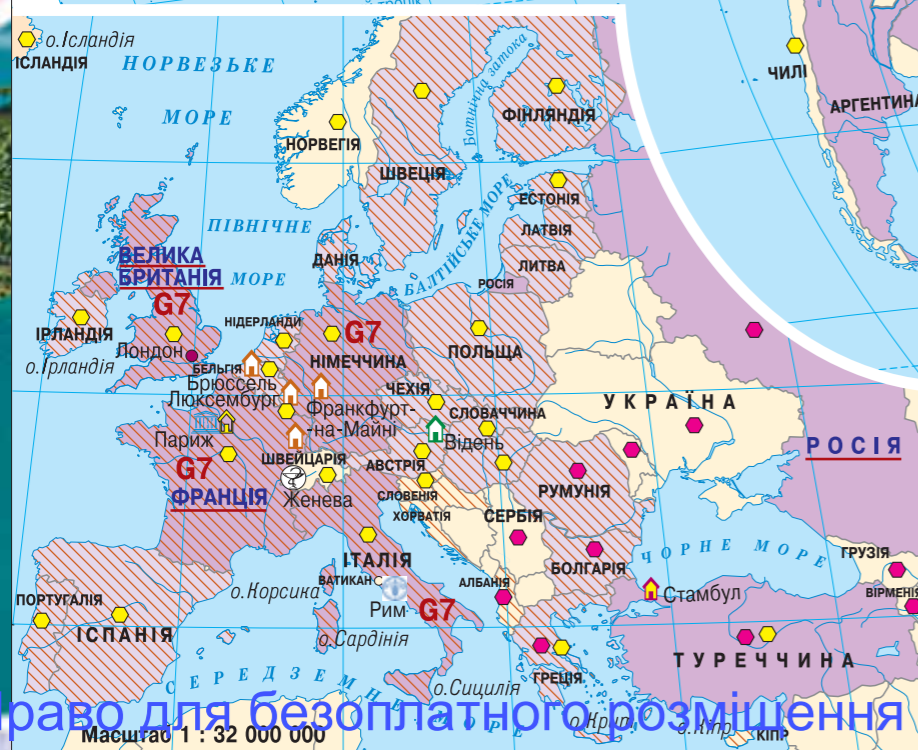 о.Ісландія
ІСЛАНДІЯ
НОРВЕЗЬКЕ
МОРЕ
НОРВЕГІЯ
ШВЕЦІЯ
Ботнічна затока
ФІНЛЯНДІЯ
ЧИЛІ
АРГЕНТИНА
ЕСТОНІЯ
ЛАТВІЯ
ЛИТВА
РОСІЯ
БАЛТІЙСЬКЕ МОРЕ
ПІВНІЧНЕ
МОРЕ
ДАНІЯ
ВЕЛИКА
БРИТАНІЯ
G7
ІРЛАНДІЯ
о.Ірландія
Лондон
НІДЕРЛАНДИ
G7
НІМЕЧЧИНА
ПОЛЬЩА
БЕЛЬГІЯ
Брюссель
Люксембург
Франкфурт-
-на-Майні
ЧЕХІЯ
СЛОВАЧЧИНА
Відень
УКРАЇНА
РОСІЯ
Париж
G7
ФРАНЦІЯ
ШВЕЙЦАРІЯ
Женева
АВСТРІЯ
СЛОВЕНІЯ
ХОРВАТІЯ
СЕРБІЯ
РУМУНІЯ
БОЛГАРІЯ
ЧОРНЕ МОРЕ
ГРУЗІЯ
ВІРМЕНІЯ
ІТАЛІЯ
ВАТИКАН
Рим
G7
АЛБАНІЯ
Стамбул
о.Корсика
о.Сардінія
ПОРТУГАЛІЯ
ІСПАНІЯ
ТУРЕЧЧИНА
ГРЕЦІЯ
о.Сицилія
о.Крит
о.Кіпр
КІПР
СЕРЕДЗЕМНЕ МОРЕ
раво для безоплатного розміщення
Масштаб 1 : 32 000 000